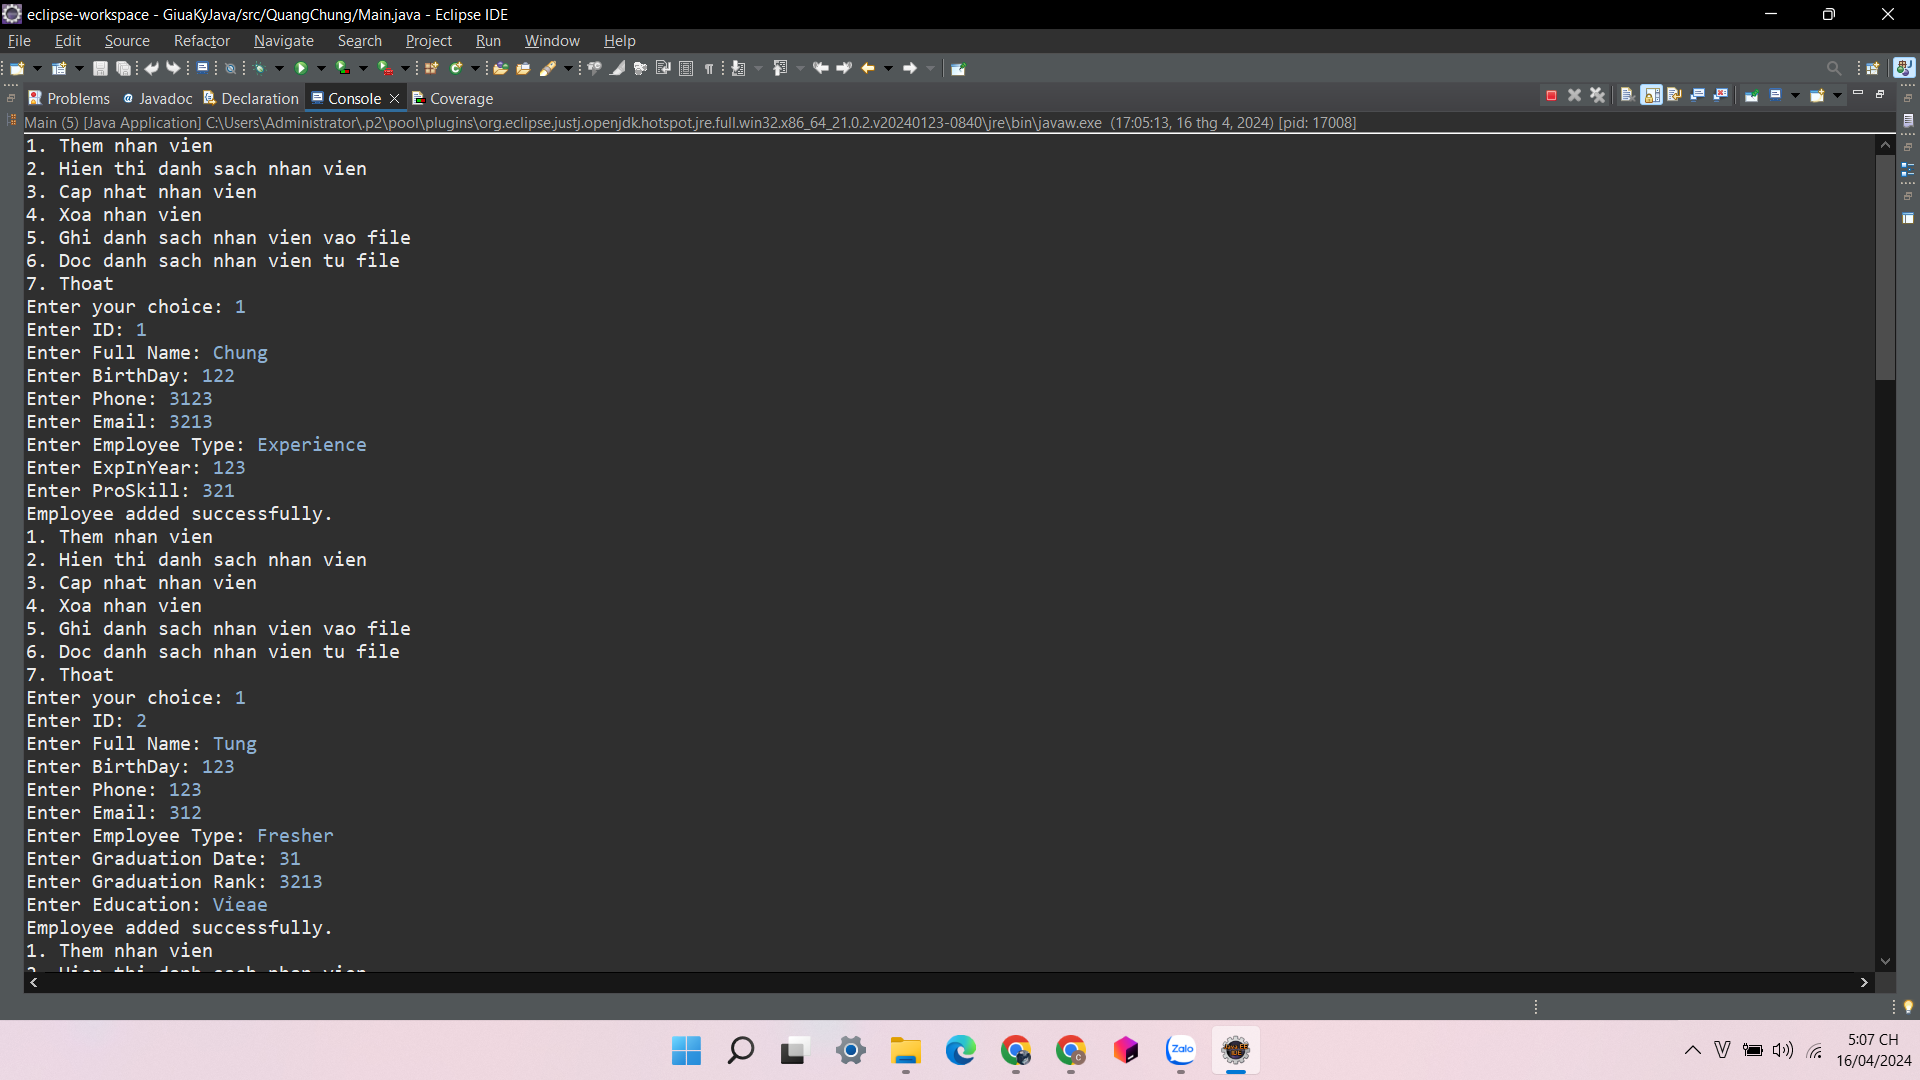 eclipse-workspace - GiuaKyJava/src/QuangChung/Main.java - Eclipse IDE
File Edit Source Refactor Navigate Search Project Run Window Help
Problems Javadoc Declaration Console Coverage
Main (5) [Java Application] C:\Users\Administrator\.p2\pool\plugins\org.eclipse.justj.openjdk.hotspot.jre.full.win32.x86_64_21.0.2.v20240123-0840\jre\bin\javaw.exe (17:05:13, 16 thg 4, 2024) [pid: 17008]
1. Them nhan vien
2. Hien thi danh sach nhan vien
3. Cap nhat nhan vien
4. Xoa nhan vien
5. Ghi danh sach nhan vien vao file
6. Doc danh sach nhan vien tu file
7. Thoat
Enter your choice: 1
Enter ID: 1
Enter Full Name: Chung
Enter BirthDay: 122
Enter Phone: 3123
Enter Email: 3213
Enter Employee Type: Experience
Enter ExpInYear: 123
Enter ProSkill: 321
Employee added successfully.
1. Them nhan vien
2. Hien thi danh sach nhan vien
3. Cap nhat nhan vien
4. Xoa nhan vien
5. Ghi danh sach nhan vien vao file
6. Doc danh sach nhan vien tu file
7. Thoat
Enter your choice: 1
Enter ID: 2
Enter Full Name: Tung
Enter BirthDay: 123
Enter Phone: 123
Enter Email: 312
Enter Employee Type: Fresher
Enter Graduation Date: 31
Enter Graduation Rank: 3213
Enter Education: Vieae
Employee added successfully.
1. Them nhan vien
2. Hien thi danh sach nhan vien
Zalo
5:07 CH
16/04/2024